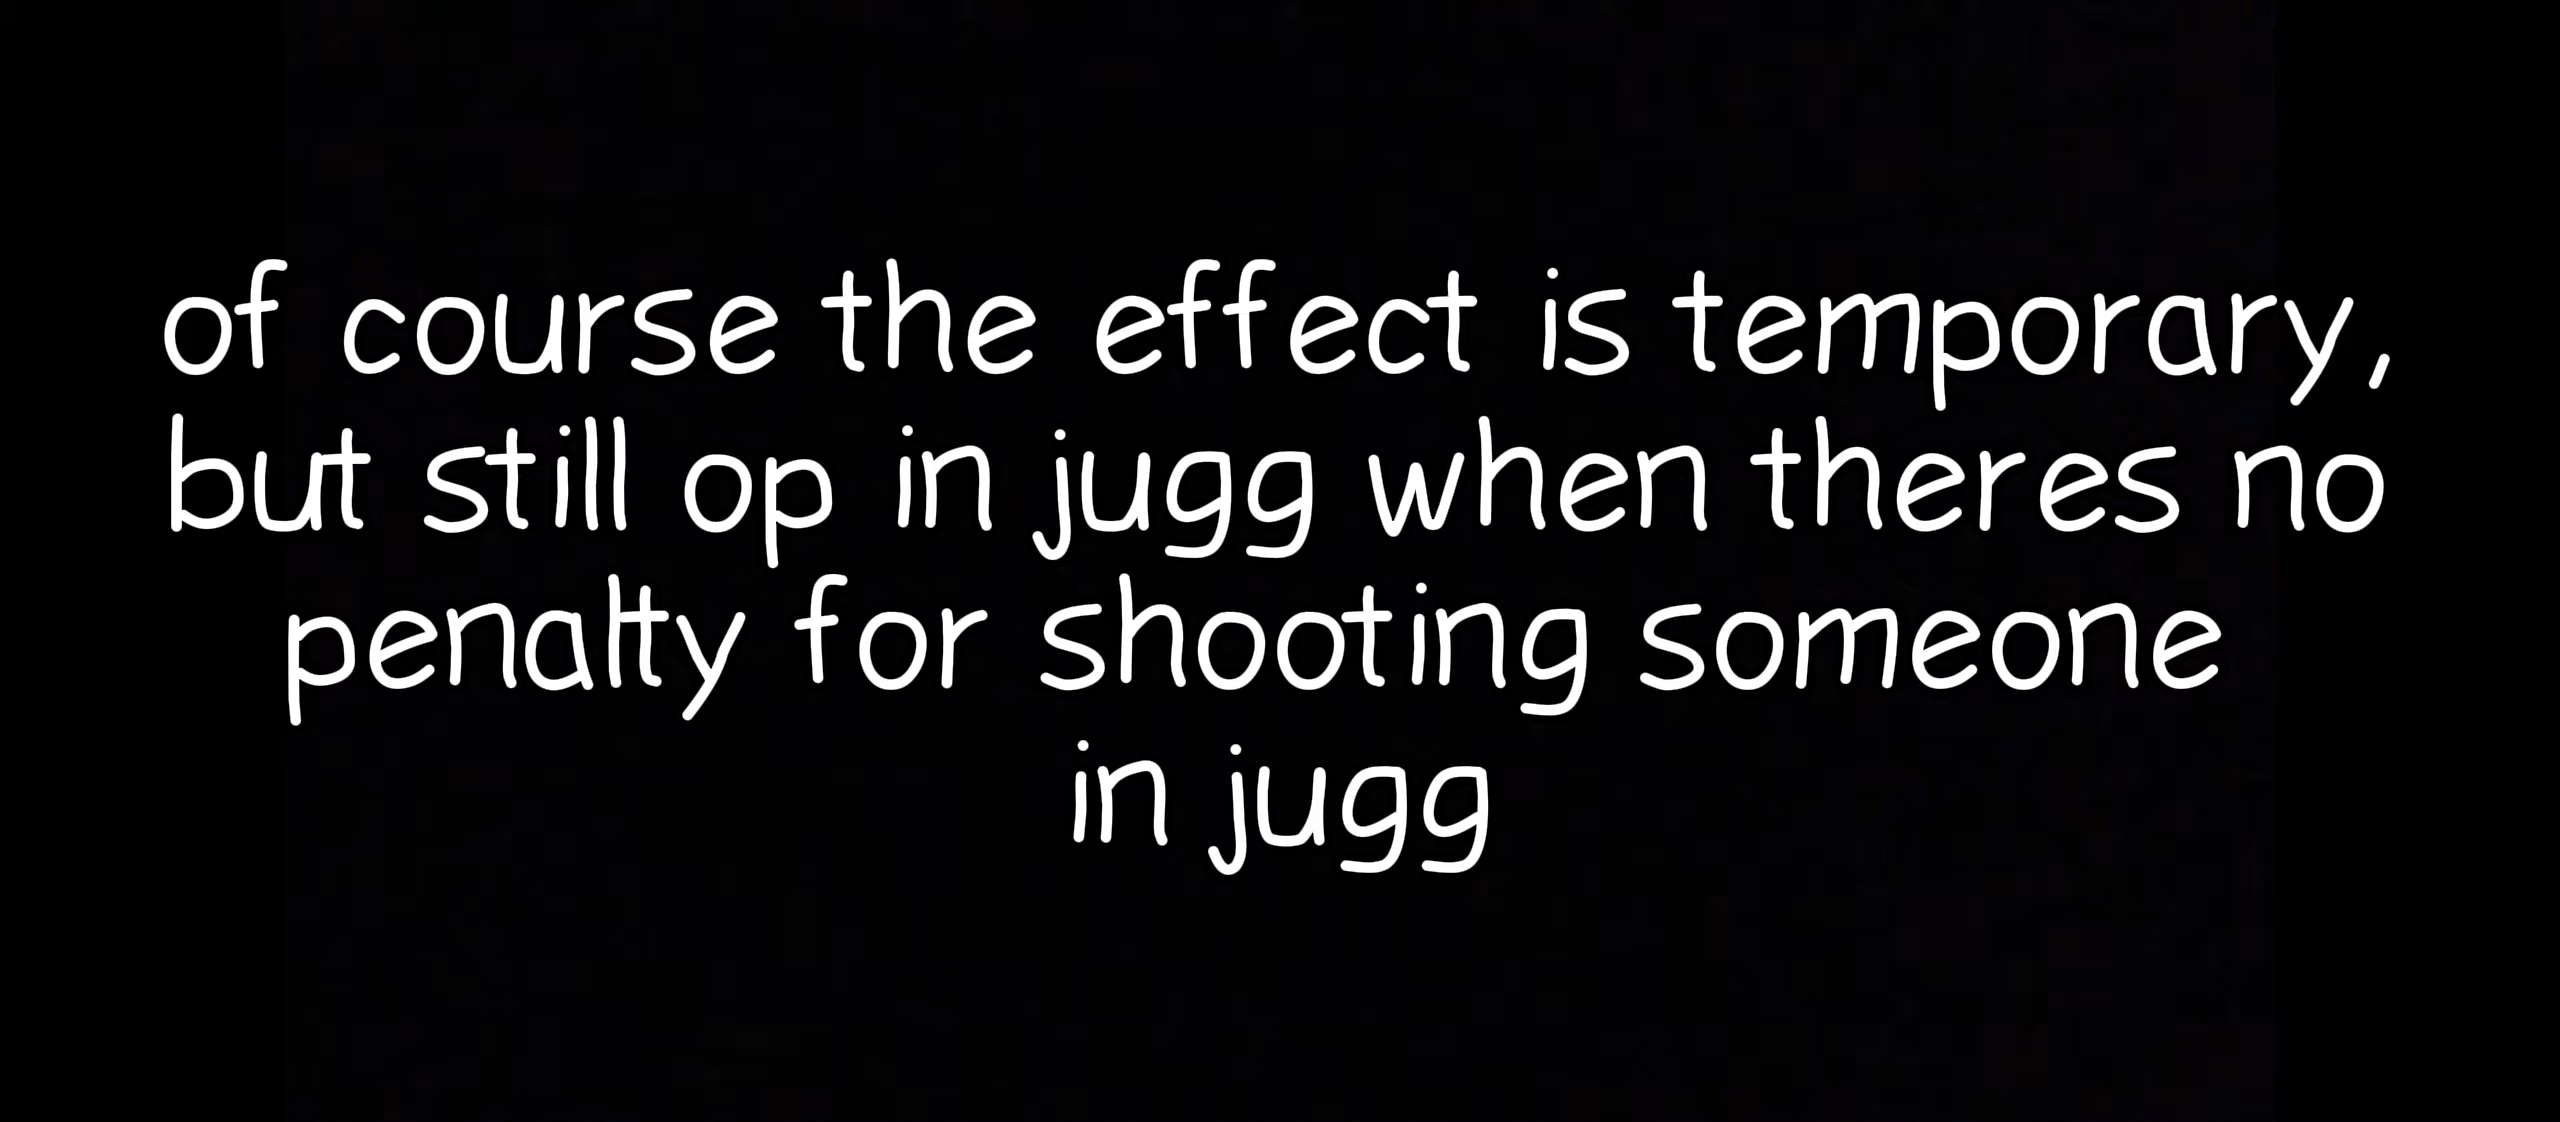 of course the effect is temporary,
but still op in jugg when theres no
penalty for shooting someone
in jugg